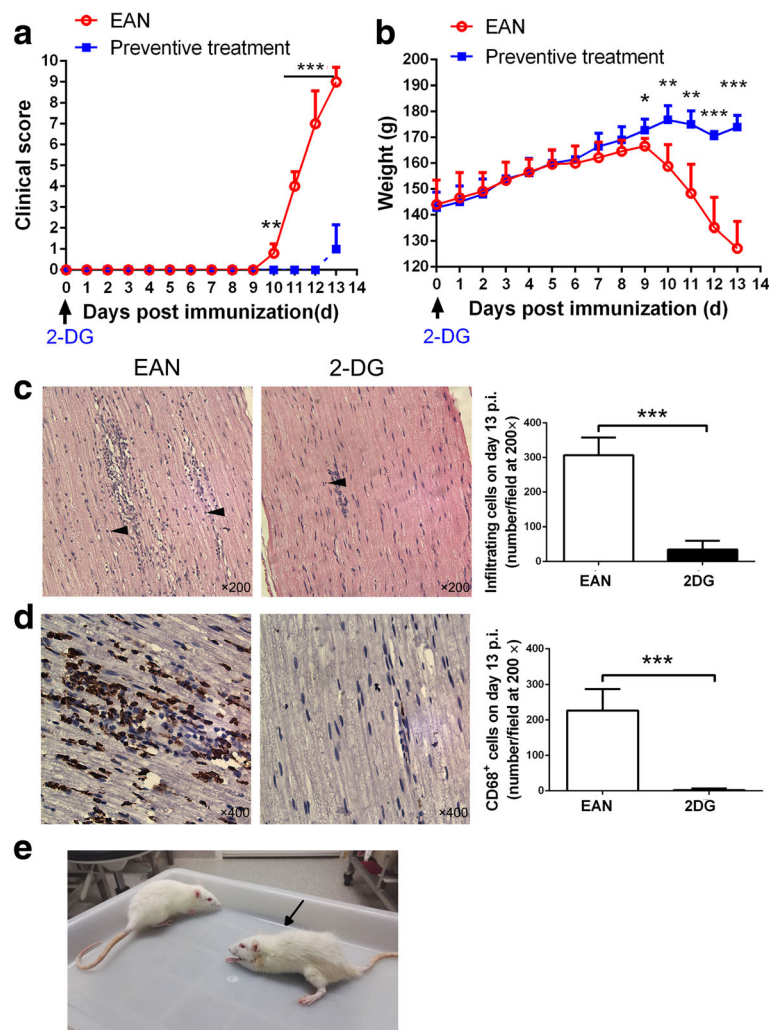 a
EAN
Preventive treatment
***
**
Clinical score
10
9
8
7
6
5
4
3
2
1
0
0 1 2 3 4 5 6 7 8 9 10 11 12 13 14
Days post immunization(d)
2-DG
b
EAN
Preventive treatment
* ** ** *** ***
Weight (g)
200
190
180
170
160
150
140
130
120
0 1 2 3 4 5 6 7 8 9 10 11 12 13 14
Days post immunization (d)
2-DG
c
EAN
2-DG
×200
×200
Infiltrating cells on day 13 p.i.
(number/field at 200×)
400
300
200
100
0
***
EAN
2DG
d
×400
×400
CD68+ cells on day 13 p.i.
(number/field at 200 ×)
400
300
200
100
0
***
EAN
2DG
e